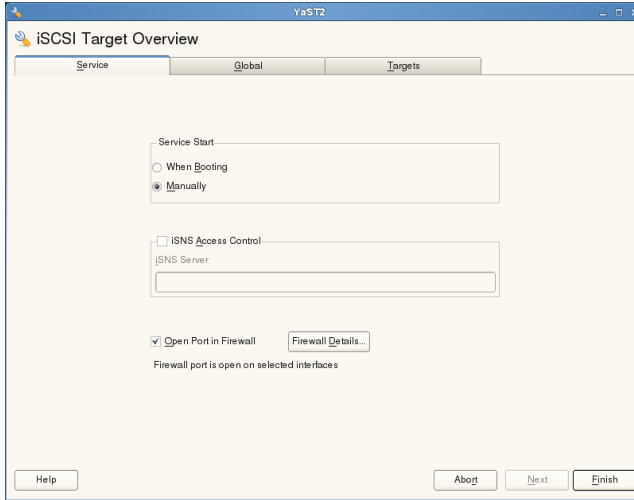 YaST2
iSCSI Target Overview
Service Global Targets
Service Start
When Booting
Manually
iSNS Access Control
iSNS Server
Open Port in Firewall Firewall Details...
Firewall port is open on selected interfaces
Help Abort Next Finish